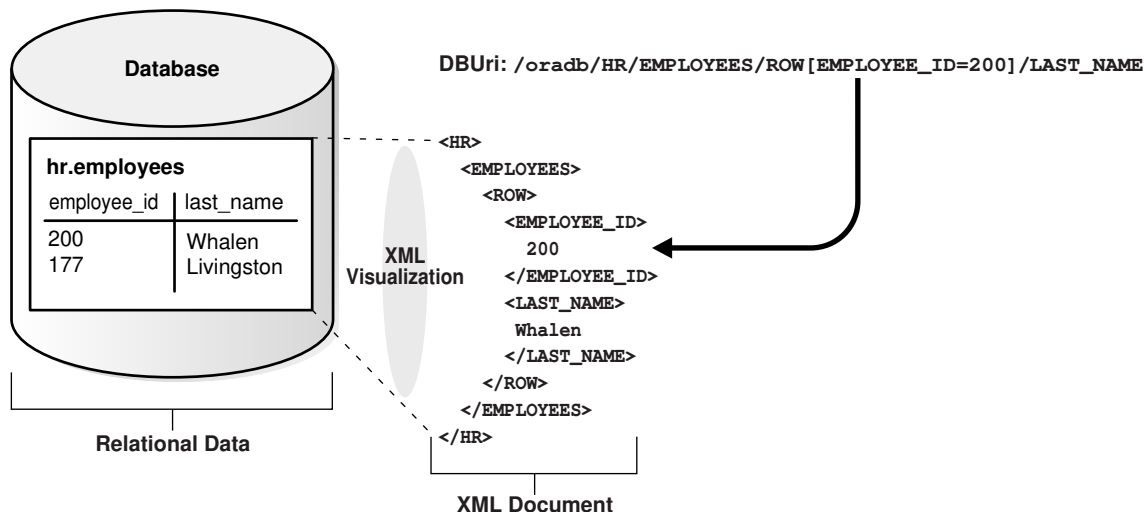 Database
hr.employees
employee_id last_name
200 Whalen
177 Livingston
Relational Data
XML
Visualization
DBUri: /oradb/HR/EMPLOYEES/ROW[EMPLOYEE_ID=200]/LAST_NAME
<HR>
<EMPLOYEES>
<ROW>
<EMPLOYEE_ID>
200
</EMPLOYEE_ID>
<LAST_NAME>
Whalen
</LAST_NAME>
</ROW>
</EMPLOYEES>
</HR>
XML Document